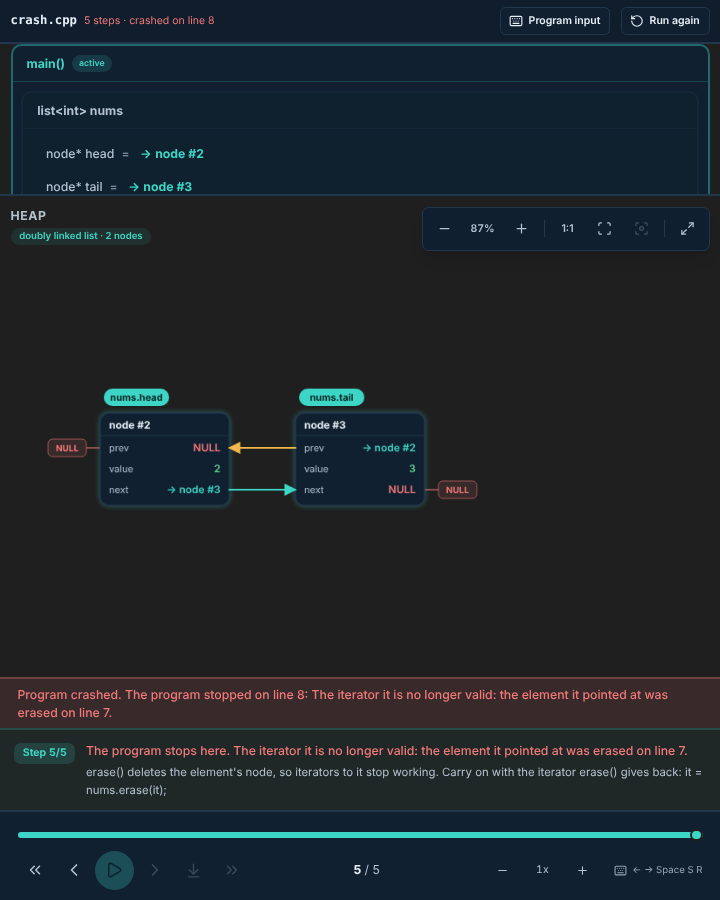 crash.cpp 5 steps · crashed on line 8 Program input Run again
main() active
list<int> nums
node* head = → node #2
node* tail = → node #3
HEAP
doubly linked list · 2 nodes
− 87% + 1:1
nums.head nums.tail
node #2 node #3
NULL prev NULL prev → node #2
value 2 value 3
next → node #3 next NULL NULL
Program crashed. The program stopped on line 8: The iterator it is no longer valid: the element it pointed at was
erased on line 7.
Step 5/5 The program stops here. The iterator it is no longer valid: the element it pointed at was erased on line 7.
erase() deletes the element's node, so iterators to it stop working. Carry on with the iterator erase() gives back: it =
nums.erase(it);
5 / 5 − 1x + ← → Space S R